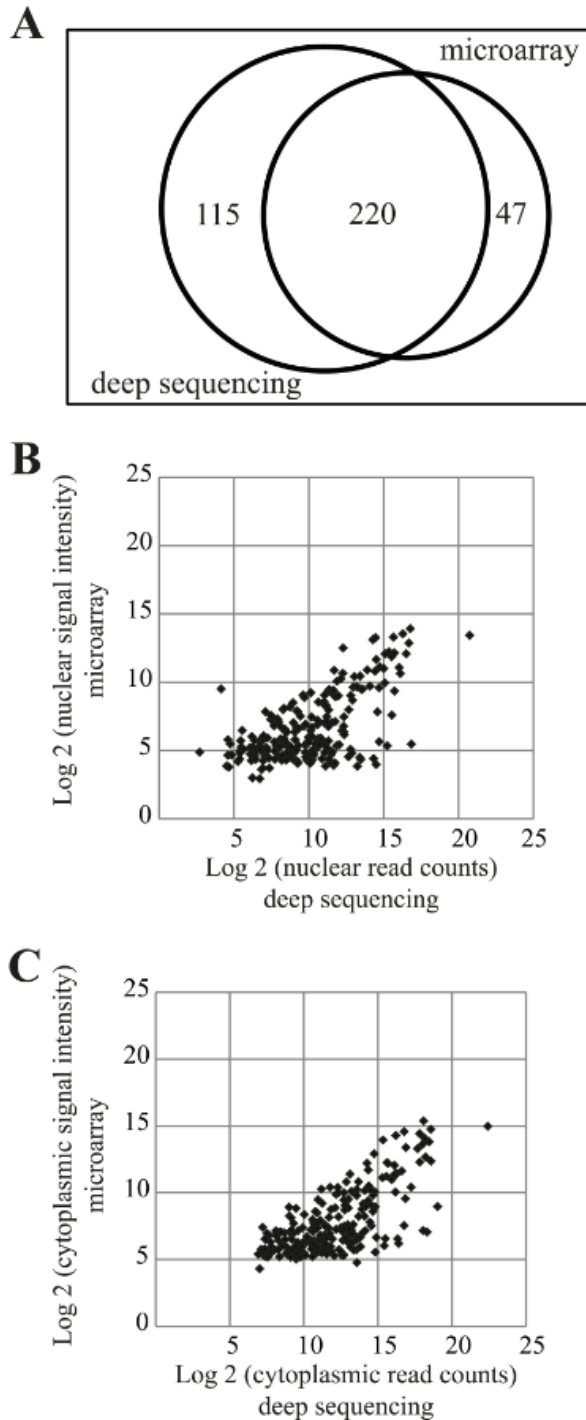 A
microarray
115 220 47
deep sequencing
B
Log 2 (nuclear signal intensity)
microarray
25
20
15
10
5
0
5 10 15 20 25
Log 2 (nuclear read counts)
deep sequencing
C
Log 2 (cytoplasmic signal intensity)
microarray
25
20
15
10
5
0
5 10 15 20 25
Log 2 (cytoplasmic read counts)
deep sequencing